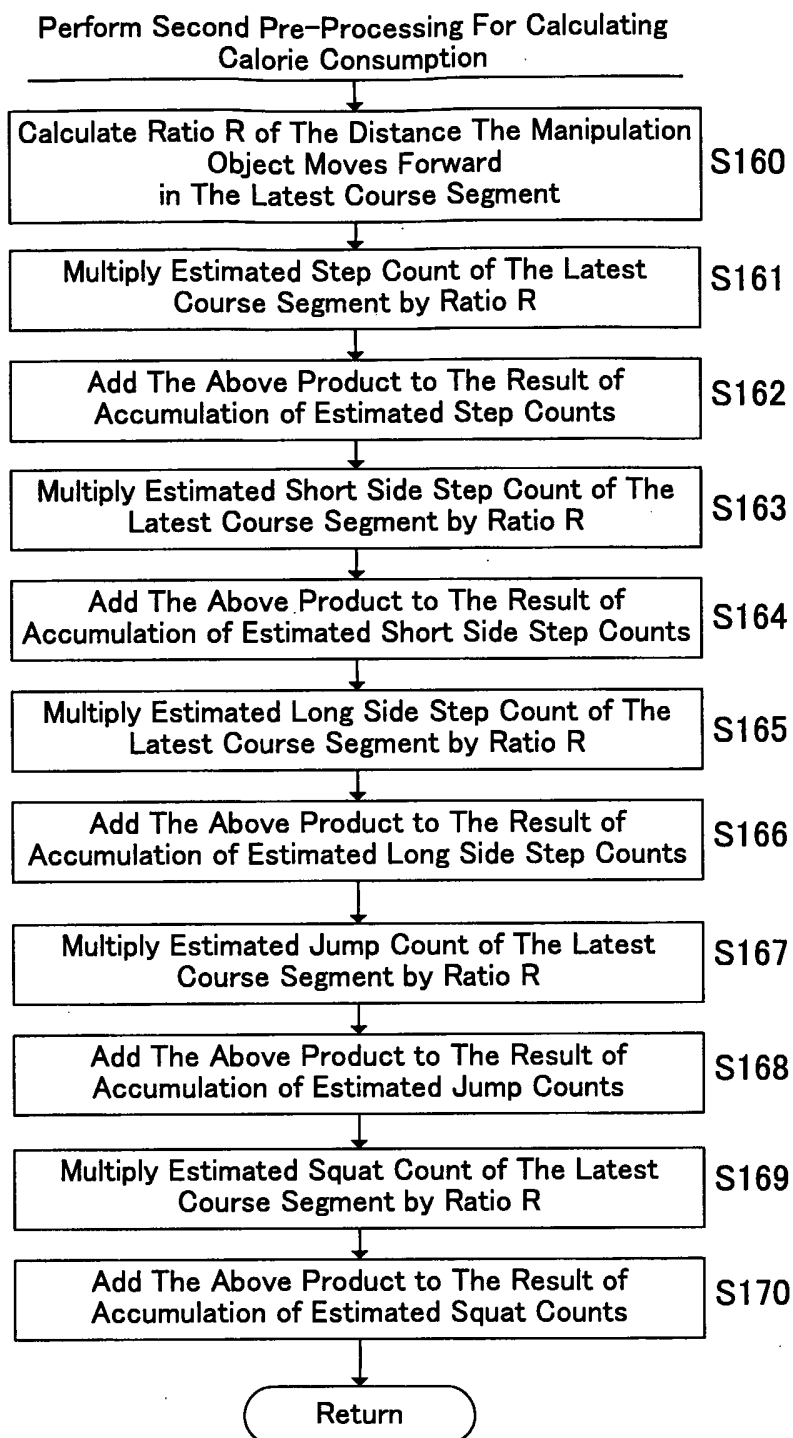 Perform Second Pre-Processing For Calculating
Calorie Consumption
Calculate Ratio R of The Distance The Manipulation
Object Moves Forward
in The Latest Course Segment
S160
Multiply Estimated Step Count of The Latest
Course Segment by Ratio R
S161
Add The Above Product to The Result of
Accumulation of Estimated Step Counts
S162
Multiply Estimated Short Side Step Count of The
Latest Course Segment by Ratio R
S163
Add The Above Product to The Result of
Accumulation of Estimated Short Side Step Counts
S164
Multiply Estimated Long Side Step Count of The
Latest Course Segment by Ratio R
S165
Add The Above Product to The Result of
Accumulation of Estimated Long Side Step Counts
S166
Multiply Estimated Jump Count of The Latest
Course Segment by Ratio R
S167
Add The Above Product to The Result of
Accumulation of Estimated Jump Counts
S168
Multiply Estimated Squat Count of The Latest
Course Segment by Ratio R
S169
Add The Above Product to The Result of
Accumulation of Estimated Squat Counts
S170
Return